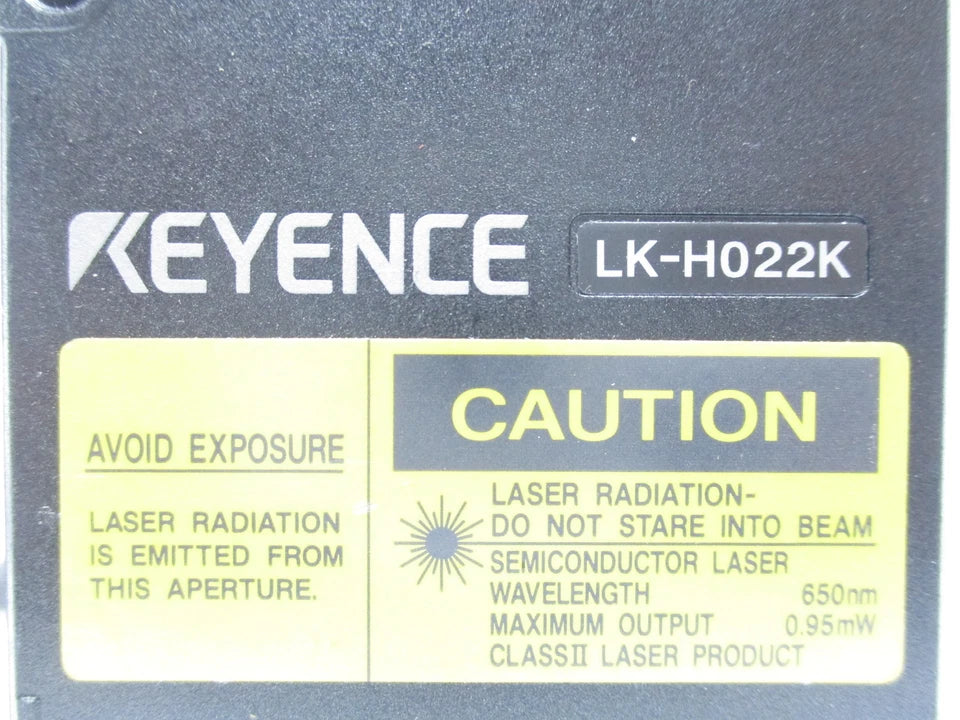 KEYENCE LK-H022K
AVOID EXPOSURE
LASER RADIATION
IS EMITTED FROM
THIS APERTURE.
CAUTION
LASER RADIATION-
DO NOT STARE INTO BEAM
SEMICONDUCTOR LASER
WAVELENGTH 650nm
MAXIMUM OUTPUT 0.95mW
CLASSⅡ LASER PRODUCT